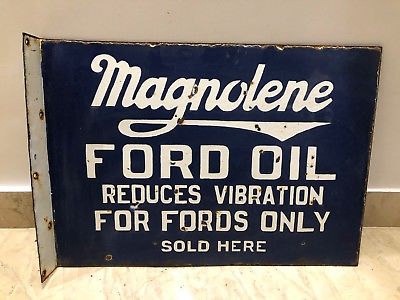 Magnolene
FORD OIL
REDUCES VIBRATION
FOR FORDS ONLY
SOLD HERE